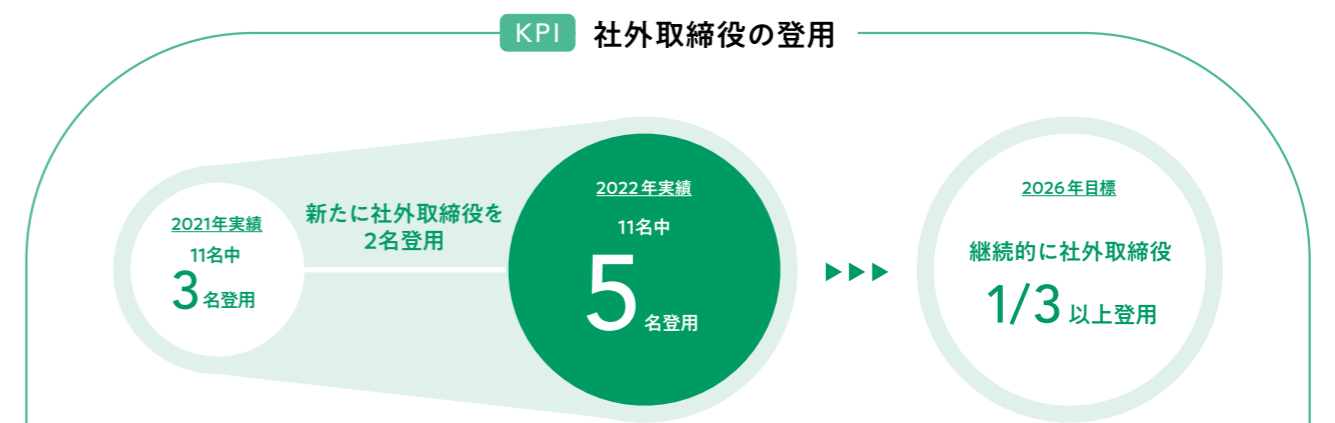 KPI 社外取締役の登用
2021年実績
11名中
3名登用
新たに社外取締役を
2名登用
2022年実績
11名中
5
名登用
2026年目標
継続的に社外取締役
1/3以上登用